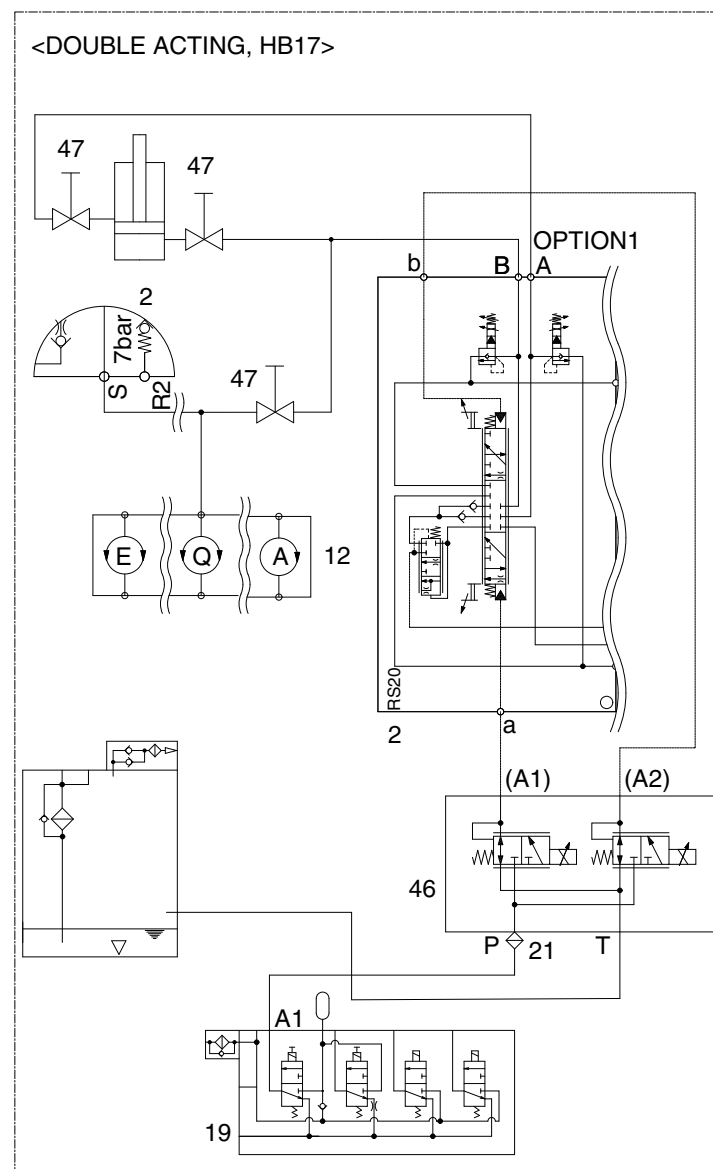 <DOUBLE ACTING, HB17>
47
47
OPTION1
b
B
A
2
7bar
S
R2
47
E
Q
A
12
RS20
2
a
(A1)
(A2)
46
P
21
T
A1
19